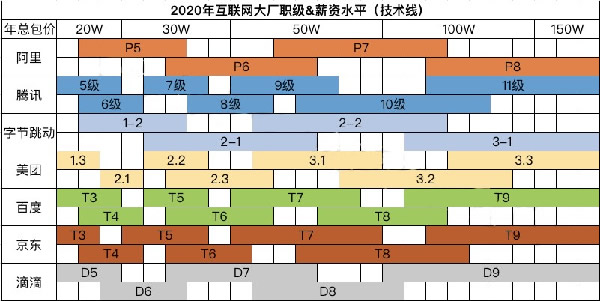 2020年互联网大厂职级&薪资水平（技术线）
年总包价 20W 30W 50W 100W 150W
阿里 P5 P7
P6 P8
腾讯 5级 7级 9级 11级
6级 8级 10级
字节跳动 1-2 2-2
2-1 3-1
美团 1.3 2.2 3.1 3.3
2.1 2.3 3.2
百度 T3 T5 T7 T9
T4 T6 T8
京东 T3 T5 T7 T9
T4 T6 T8
滴滴 D5 D7 D9
D6 D8